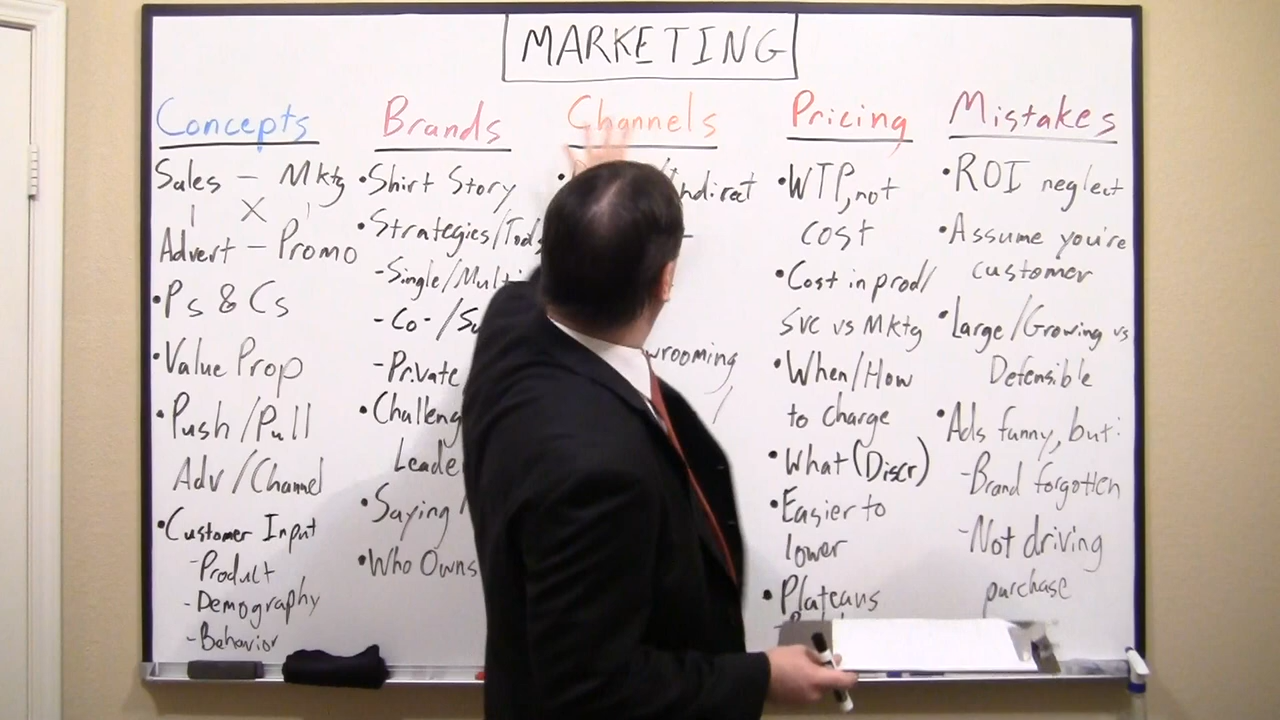 MARKETING
Concepts
Sales - Mktg
X
Advert - Promo
•Ps & Cs
•Value Prop
•Push/Pull
Adv/Channel
•Customer Input
-Product
-Demography
-Behavior
Brands
•Shirt Story
•Strategies/Tools
-Single/Multi
-Co-/Su
-Private
•Challeng
Leade
•Saying
•Who Owns
Channels
/Indirect
wrooming
Pricing
•WTP, not
cost
•Cost in prod/
svc vs Mktg
•When/How
to charge
•What (Discr)
•Easier to
lower
•Plateaus
Mistakes
•ROI neglect
•Assume you're
customer
•Large/Growing vs
Defensible
•Ads funny, but:
-Brand forgotten
-Not driving
purchase